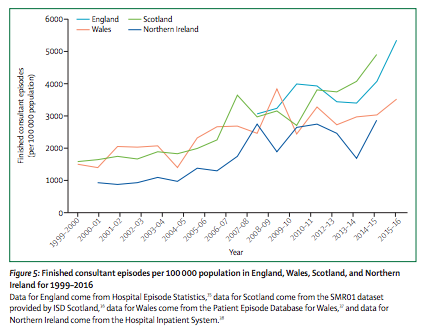 6000
5000
4000
3000
2000
1000
0
England
Scotland
Wales
Northern Ireland
Finished consultant episodes
(per 100 000 population)
1999–2000
2000–01
2001–02
2002–03
2003–04
2004–05
2005–06
2006–07
2007–08
2008–09
2009–10
2010–11
2011–12
2012–13
2013–14
2014–15
2015–16
Year
Figure 5: Finished consultant episodes per 100 000 population in England, Wales, Scotland, and Northern
Ireland for 1999–2016
Data for England come from Hospital Episode Statistics, data for Scotland come from the SMR01 dataset
provided by ISD Scotland, data for Wales come from the Patient Episode Database for Wales, and data for
Northern Ireland come from the Hospital Inpatient System.